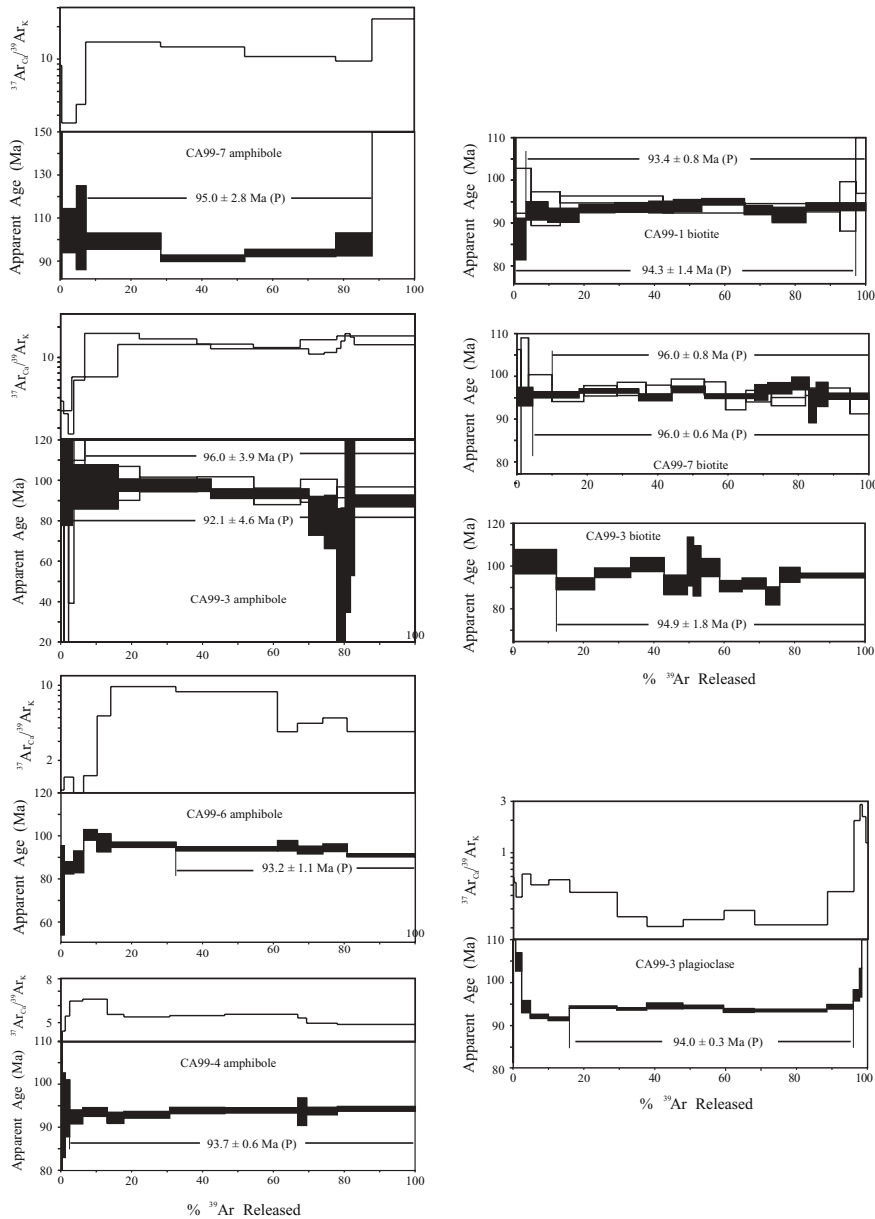 ³⁷Ar_Ca/³⁹Ar_K
10
Apparent Age (Ma)
150
130
110
90
CA99-7 amphibole
95.0 ± 2.8 Ma (P)
0 20 40 60 80 100
³⁷Ar_Ca/³⁹Ar_K
10
Apparent Age (Ma)
120
100
80
60
40
20
96.0 ± 3.9 Ma (P)
92.1 ± 4.6 Ma (P)
CA99-3 amphibole
100
0 20 40 60 80
³⁷Ar_Ca/³⁹Ar_K
10
2
Apparent Age (Ma)
120
100
80
60
CA99-6 amphibole
93.2 ± 1.1 Ma (P)
100
0 20 40 60 80
³⁷Ar_Ca/³⁹Ar_K
8
5
Apparent Age (Ma)
110
100
90
80
CA99-4 amphibole
93.7 ± 0.6 Ma (P)
0 20 40 60 80 100
% ³⁹Ar Released
Apparent Age (Ma)
110
100
90
80
93.4 ± 0.8 Ma (P)
CA99-1 biotite
94.3 ± 1.4 Ma (P)
0 20 40 60 80 100
Apparent Age (Ma)
110
100
90
80
96.0 ± 0.8 Ma (P)
96.0 ± 0.6 Ma (P)
CA99-7 biotite
0 20 40 60 80 100
Apparent Age (Ma)
120
100
80
CA99-3 biotite
94.9 ± 1.8 Ma (P)
0 20 40 60 80 100
% ³⁹Ar Released
³⁷Ar_Ca/³⁹Ar_K
3
1
Apparent Age (Ma)
110
100
90
80
CA99-3 plagioclase
94.0 ± 0.3 Ma (P)
0 20 40 60 80 100
% ³⁹Ar Released